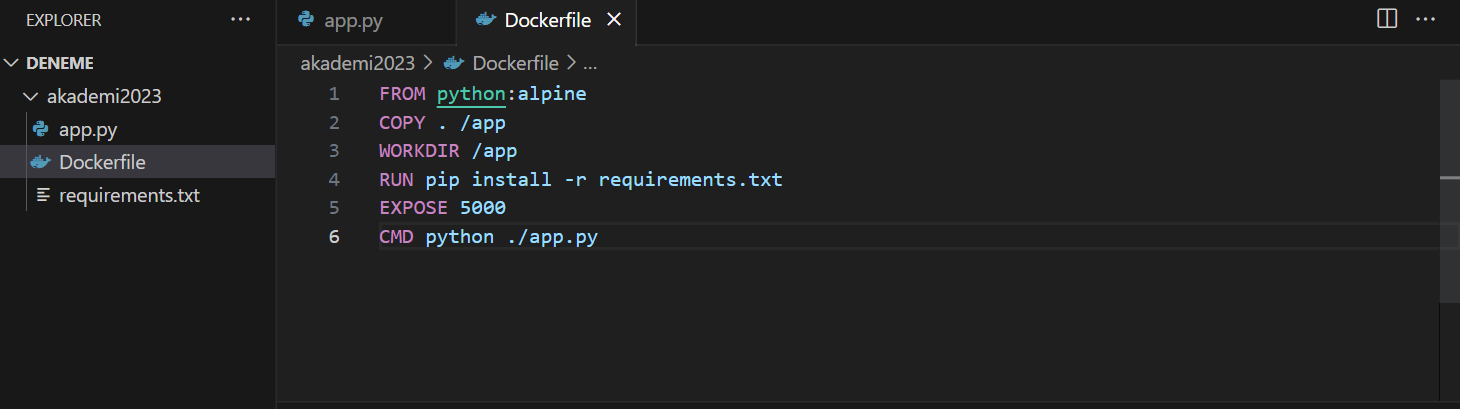 EXPLORER ...
DENEME
akademi2023
app.py
Dockerfile
requirements.txt
app.py
Dockerfile
akademi2023 > Dockerfile > ...
1 FROM python:alpine
2 COPY . /app
3 WORKDIR /app
4 RUN pip install -r requirements.txt
5 EXPOSE 5000
6 CMD python ./app.py